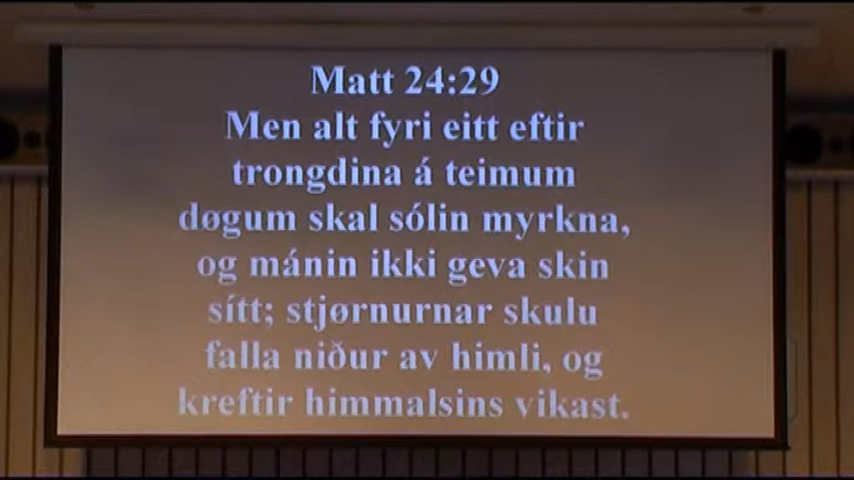 Matt 24:29
Men alt fyri eitt eftir
trongdina á teimum
døgum skal sólin myrkna,
og mánin ikki geva skin
sítt; stjørnurnar skulu
falla niður av himli, og
kreftir himmalsins vikast.